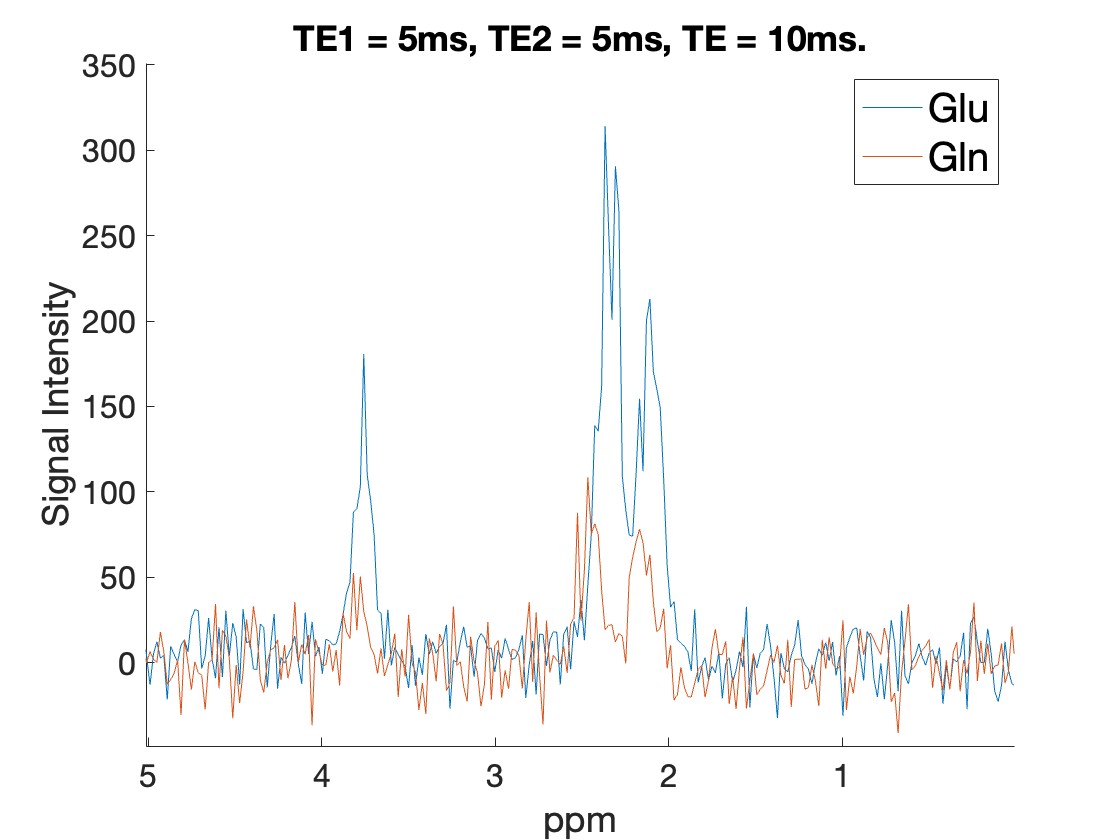 TE1 = 5ms, TE2 = 5ms, TE = 10ms.
350
300
250
200
150
100
50
0
Signal Intensity
Glu
Gln
5
4
3
2
1
ppm